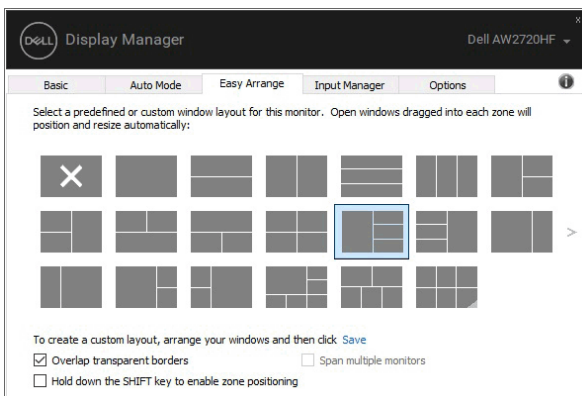 x
DELL Display Manager Dell AW2720HF
Basic Auto Mode Easy Arrange Input Manager Options i
Select a predefined or custom window layout for this monitor. Open windows dragged into each zone will
position and resize automatically:
>
To create a custom layout, arrange your windows and then click Save
Overlap transparent borders Span multiple monitors
Hold down the SHIFT key to enable zone positioning